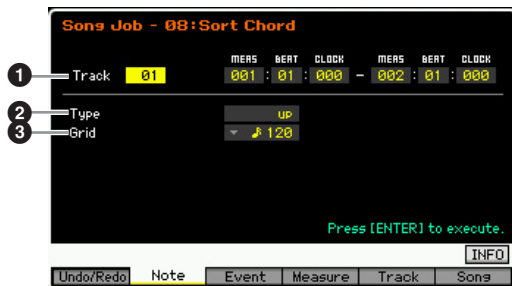 Song Job - 08:Sort Chord
MEAS BEAT CLOCK MEAS BEAT CLOCK
1 Track 01 001 : 01 : 000 - 002 : 01 : 000
2 Type up
3 Grid 120
Press [ENTER] to execute.
INFO
Undo/Redo Note Event Measure Track Song